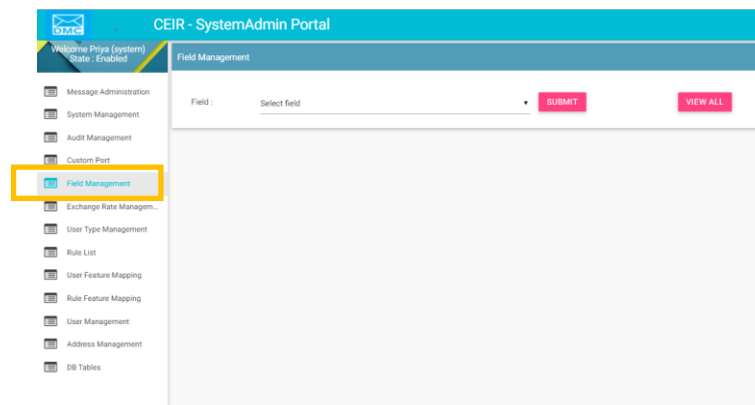 DMC
CEIR - SystemAdmin Portal
Welcome Priya (system)
State : Enabled
Field Management
Message Administration
System Management
Audit Management
Custom Port
Field Management
Exchange Rate Managem...
User Type Management
Rule List
User Feature Mapping
Rule Feature Mapping
User Management
Address Management
DB Tables
Field :
Select field
SUBMIT
VIEW ALL